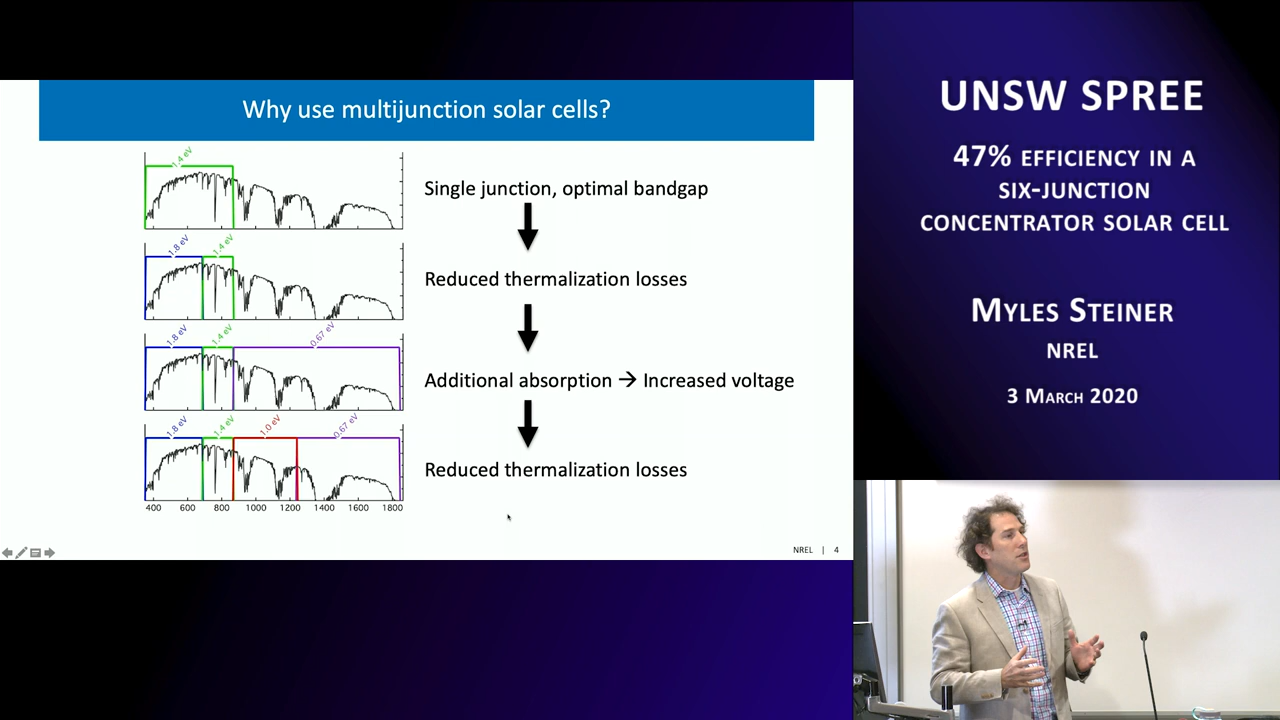 Why use multijunction solar cells?
1.4 eV
Single junction, optimal bandgap
1.8 eV
1.4 eV
Reduced thermalization losses
1.8 eV
1.4 eV
0.67 eV
Additional absorption → Increased voltage
1.8 eV
1.4 eV
1.0 eV
0.67 eV
Reduced thermalization losses
400 600 800 1000 1200 1400 1600 1800
NREL | 4
UNSW SPREE
47% EFFICIENCY IN A
SIX-JUNCTION
CONCENTRATOR SOLAR CELL
MYLES STEINER
NREL
3 MARCH 2020